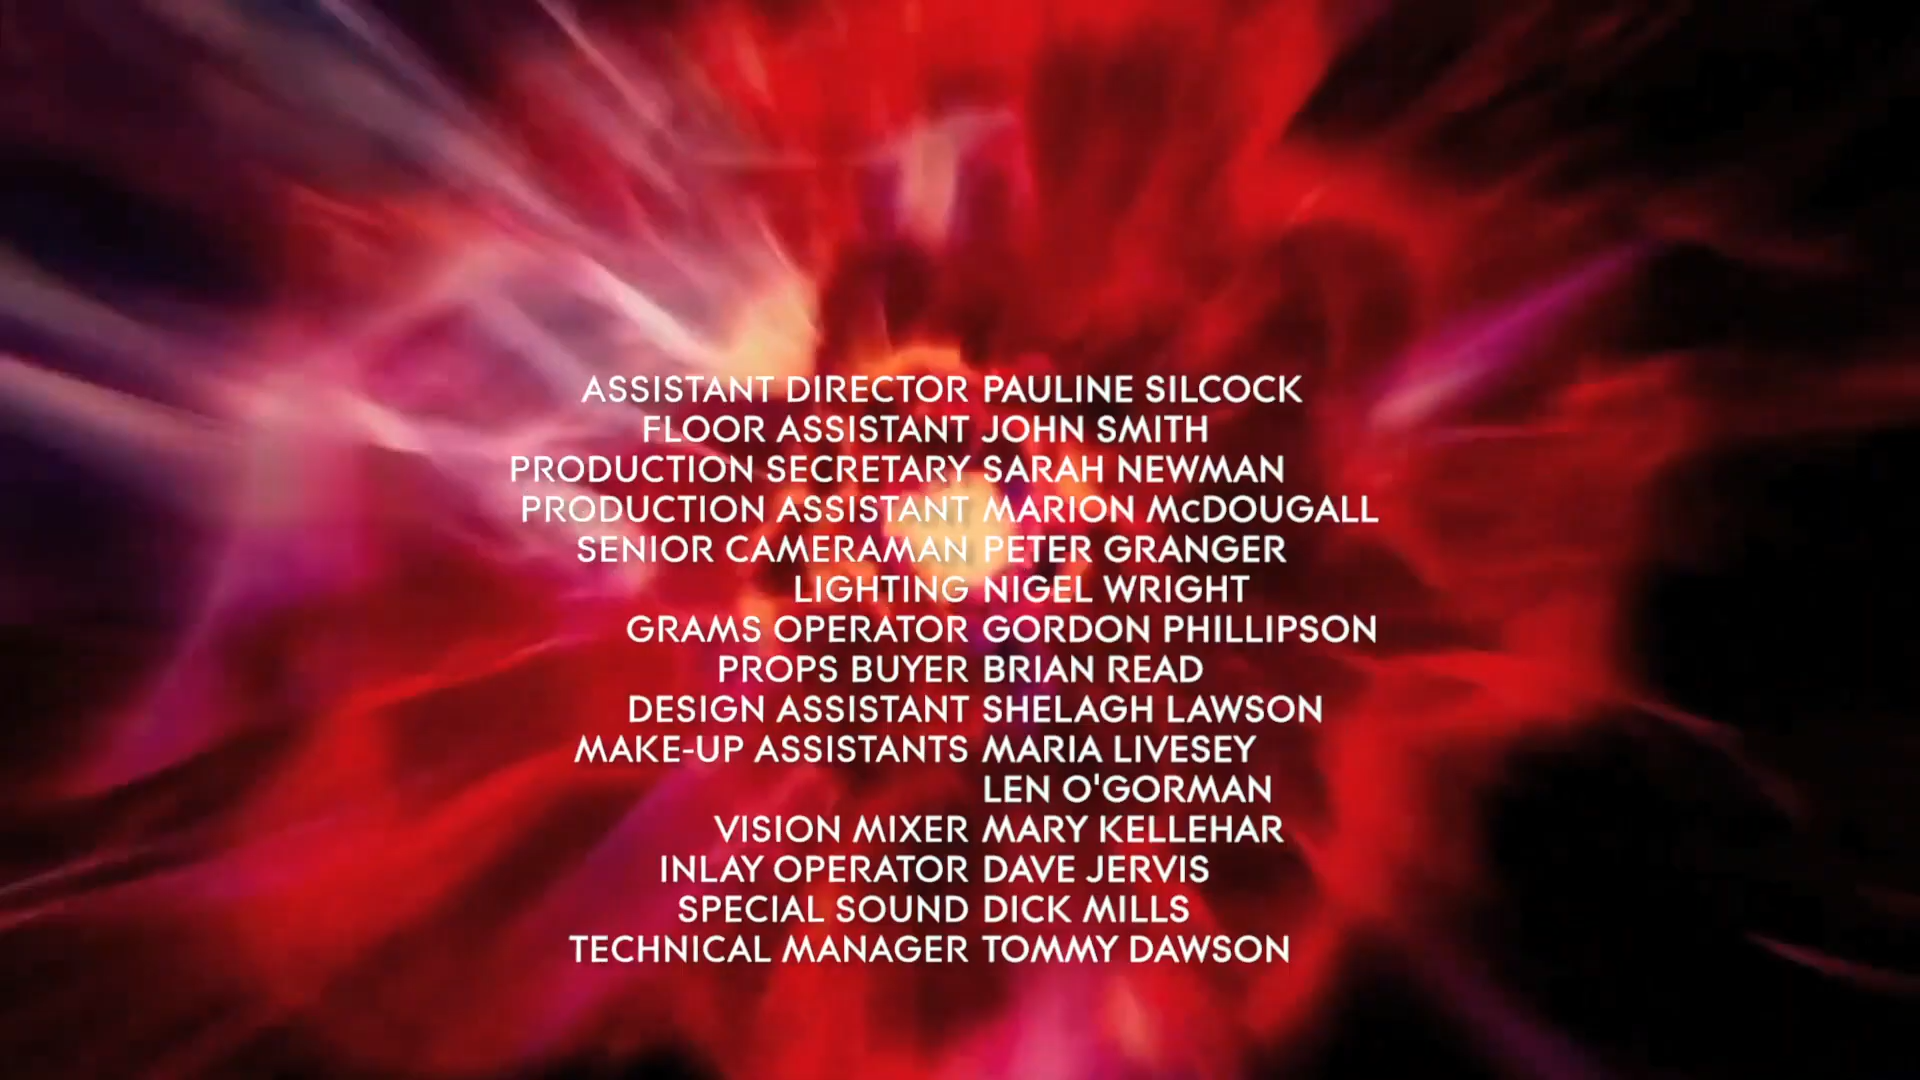 ASSISTANT DIRECTOR PAULINE SILCOCK
FLOOR ASSISTANT JOHN SMITH
PRODUCTION SECRETARY SARAH NEWMAN
PRODUCTION ASSISTANT MARION McDOUGALL
SENIOR CAMERAMAN PETER GRANGER
LIGHTING NIGEL WRIGHT
GRAMS OPERATOR GORDON PHILLIPSON
PROPS BUYER BRIAN READ
DESIGN ASSISTANT SHELAGH LAWSON
MAKE-UP ASSISTANTS MARIA LIVESEY
LEN O'GORMAN
VISION MIXER MARY KELLEHAR
INLAY OPERATOR DAVE JERVIS
SPECIAL SOUND DICK MILLS
TECHNICAL MANAGER TOMMY DAWSON